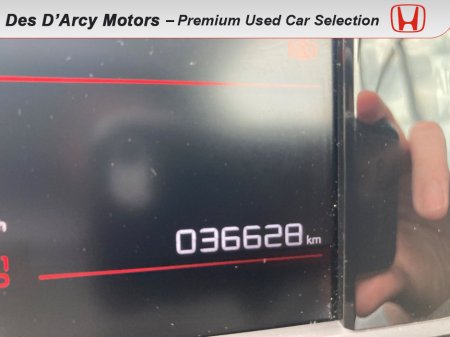 Des D'Arcy Motors – Premium Used Car Selection
036628 km